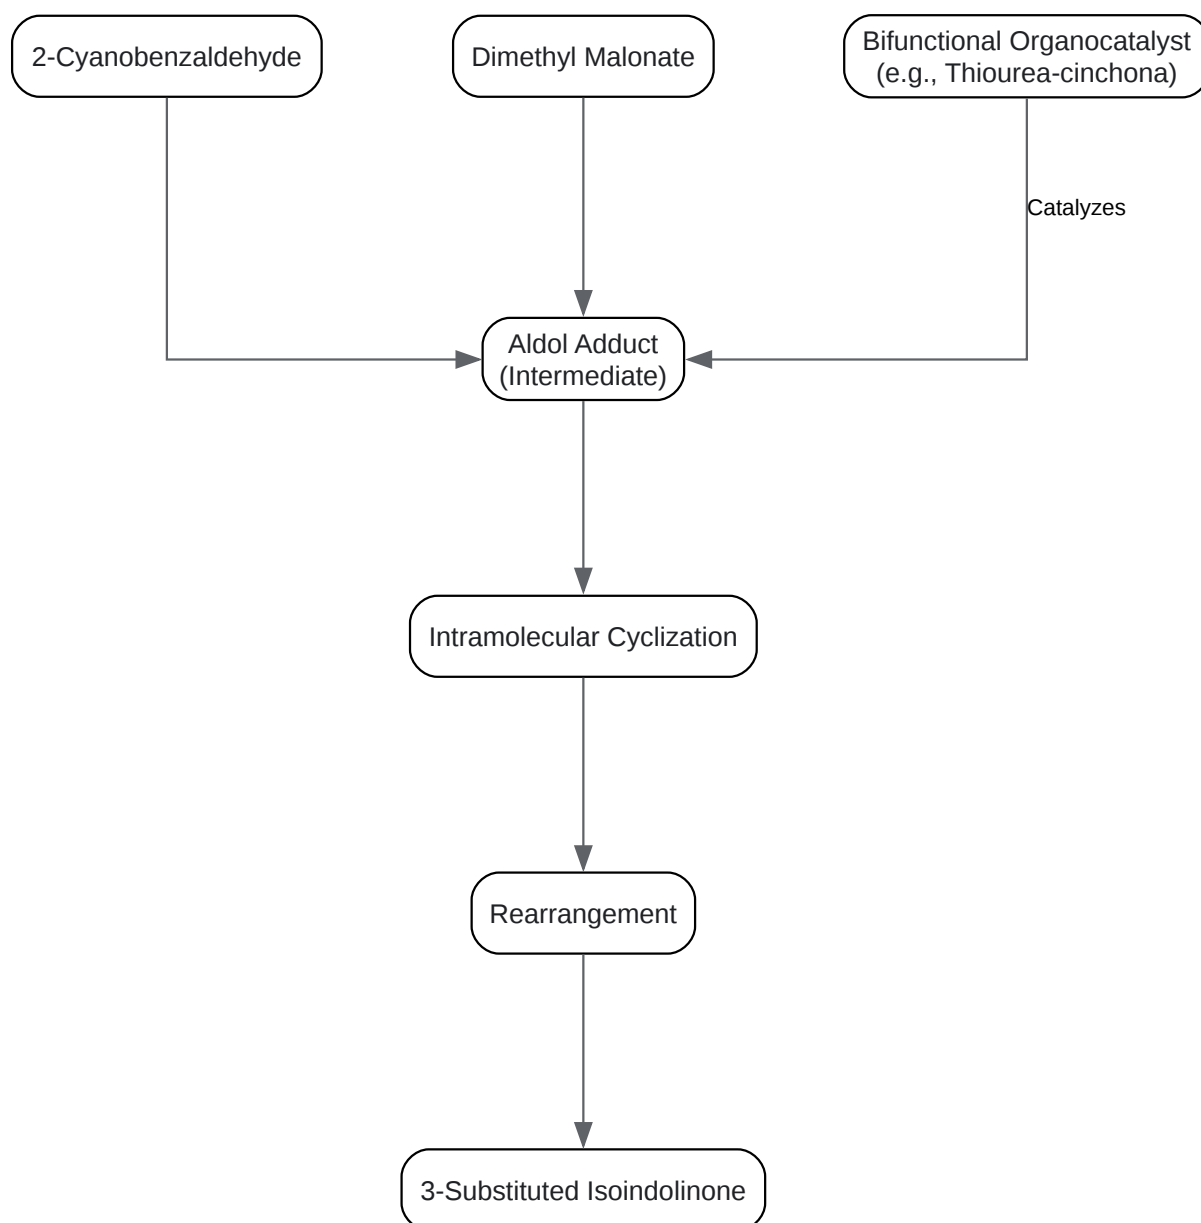 2-Cyanobenzaldehyde
Dimethyl Malonate
Bifunctional Organocatalyst
(e.g., Thiourea-cinchona)
Catalyzes
Aldol Adduct
(Intermediate)
Intramolecular Cyclization
Rearrangement
3-Substituted Isoindolinone